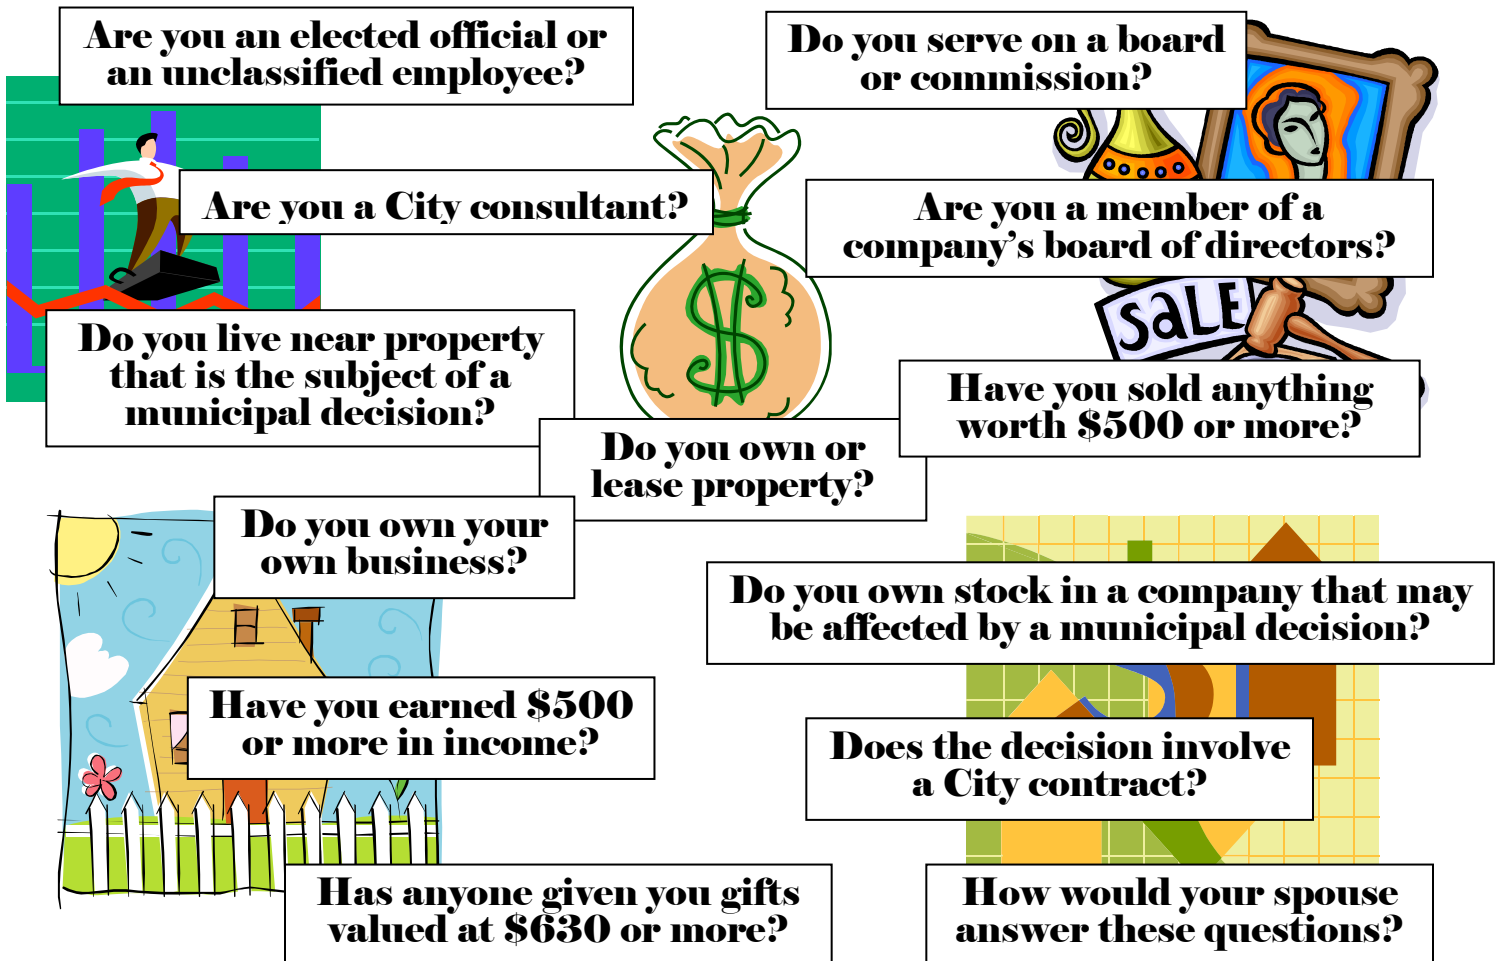 Are you an elected official or
an unclassified employee?
Do you serve on a board
or commission?
Are you a City consultant?
Are you a member of a
company's board of directors?
SaLE
Do you live near property
that is the subject of a
municipal decision?
Have you sold anything
worth $500 or more?
$
Do you own or
lease property?
Do you own your
own business?
Do you own stock in a company that may
be affected by a municipal decision?
Have you earned $500
or more in income?
Does the decision involve
a City contract?
Has anyone given you gifts
valued at $630 or more?
How would your spouse
answer these questions?